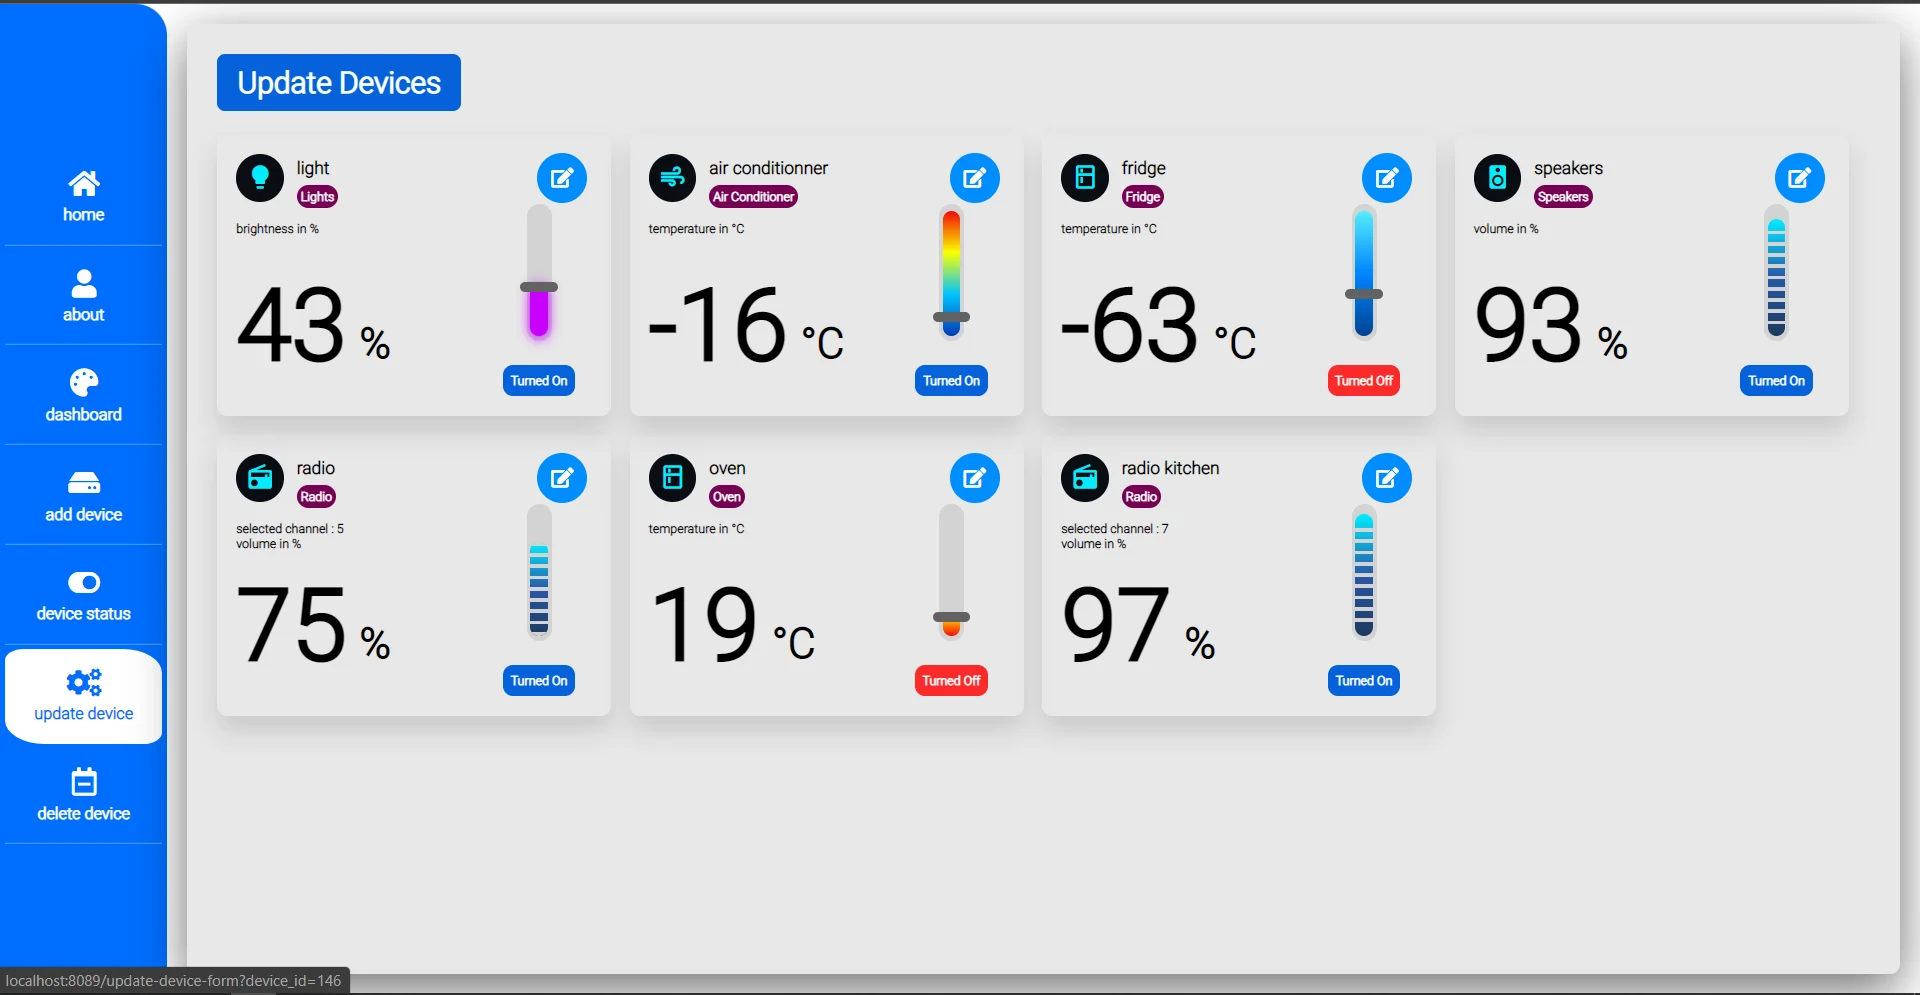 home
about
dashboard
add device
device status
update device
delete device
Update Devices
light
Lights
brightness in %
43 %
Turned On
air conditionner
Air Conditioner
temperature in °C
-16 °C
Turned On
fridge
Fridge
temperature in °C
-63 °C
Turned Off
speakers
Speakers
volume in %
93 %
Turned On
radio
Radio
selected channel : 5
volume in %
75 %
Turned On
oven
Oven
temperature in °C
19 °C
Turned Off
radio kitchen
Radio
selected channel : 7
volume in %
97 %
Turned On
localhost:8089/update-device-form?device_id=146